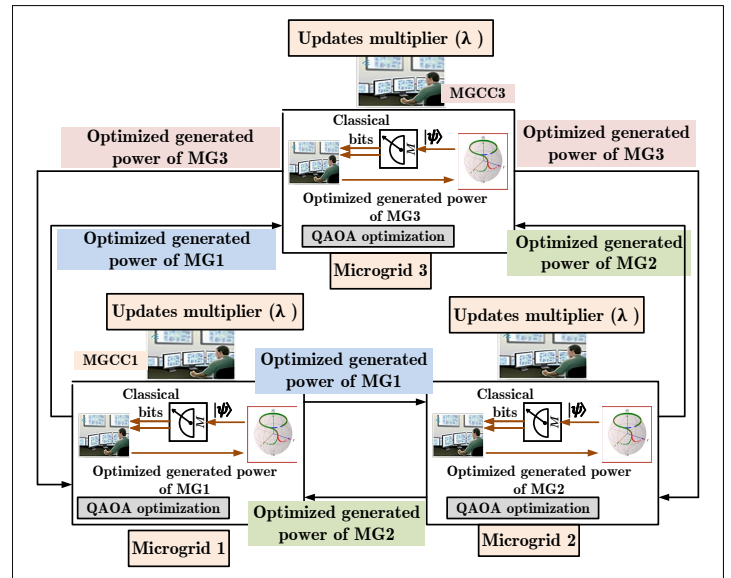 Updates multiplier (λ )
MGCC3
Classical
bits
M
|ψ⟩
Optimized generated power
of MG3
QAOA optimization
Microgrid 3
Optimized generated
power of MG3
Optimized generated
power of MG3
Optimized generated
power of MG1
Optimized generated
power of MG2
Updates multiplier (λ )
MGCC1
Classical
bits
M
|ψ⟩
Optimized generated power
of MG1
QAOA optimization
Microgrid 1
Optimized generated
power of MG1
Optimized generated
power of MG2
Updates multiplier (λ )
Classical
bits
M
|ψ⟩
Optimized generated power
of MG2
QAOA optimization
Microgrid 2